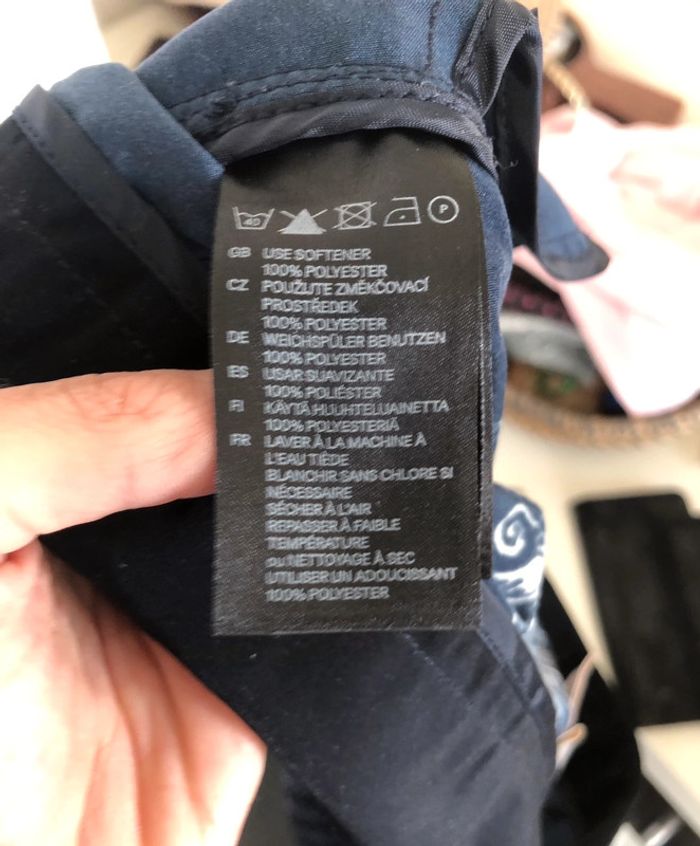 40 P
GB USE SOFTENER
100% POLYESTER
CZ POUŽIJTE ZMĚKČOVACÍ
PROSTŘEDEK
100% POLYESTER
DE WEICHSPÜLER BENUTZEN
100% POLYESTER
ES USAR SUAVIZANTE
100% POLIÉSTER
FI KÄYTÄ HUUHTELUAINETTA
100% POLYESTERIÄ
FR LAVER À LA MACHINE À
L'EAU TIÈDE
BLANCHIR SANS CHLORE SI
NÉCESSAIRE
SÉCHER À L'AIR
REPASSER À FAIBLE
TEMPÉRATURE
ou NETTOYAGE À SEC
UTILISER UN ADOUCISSANT
100% POLYESTER